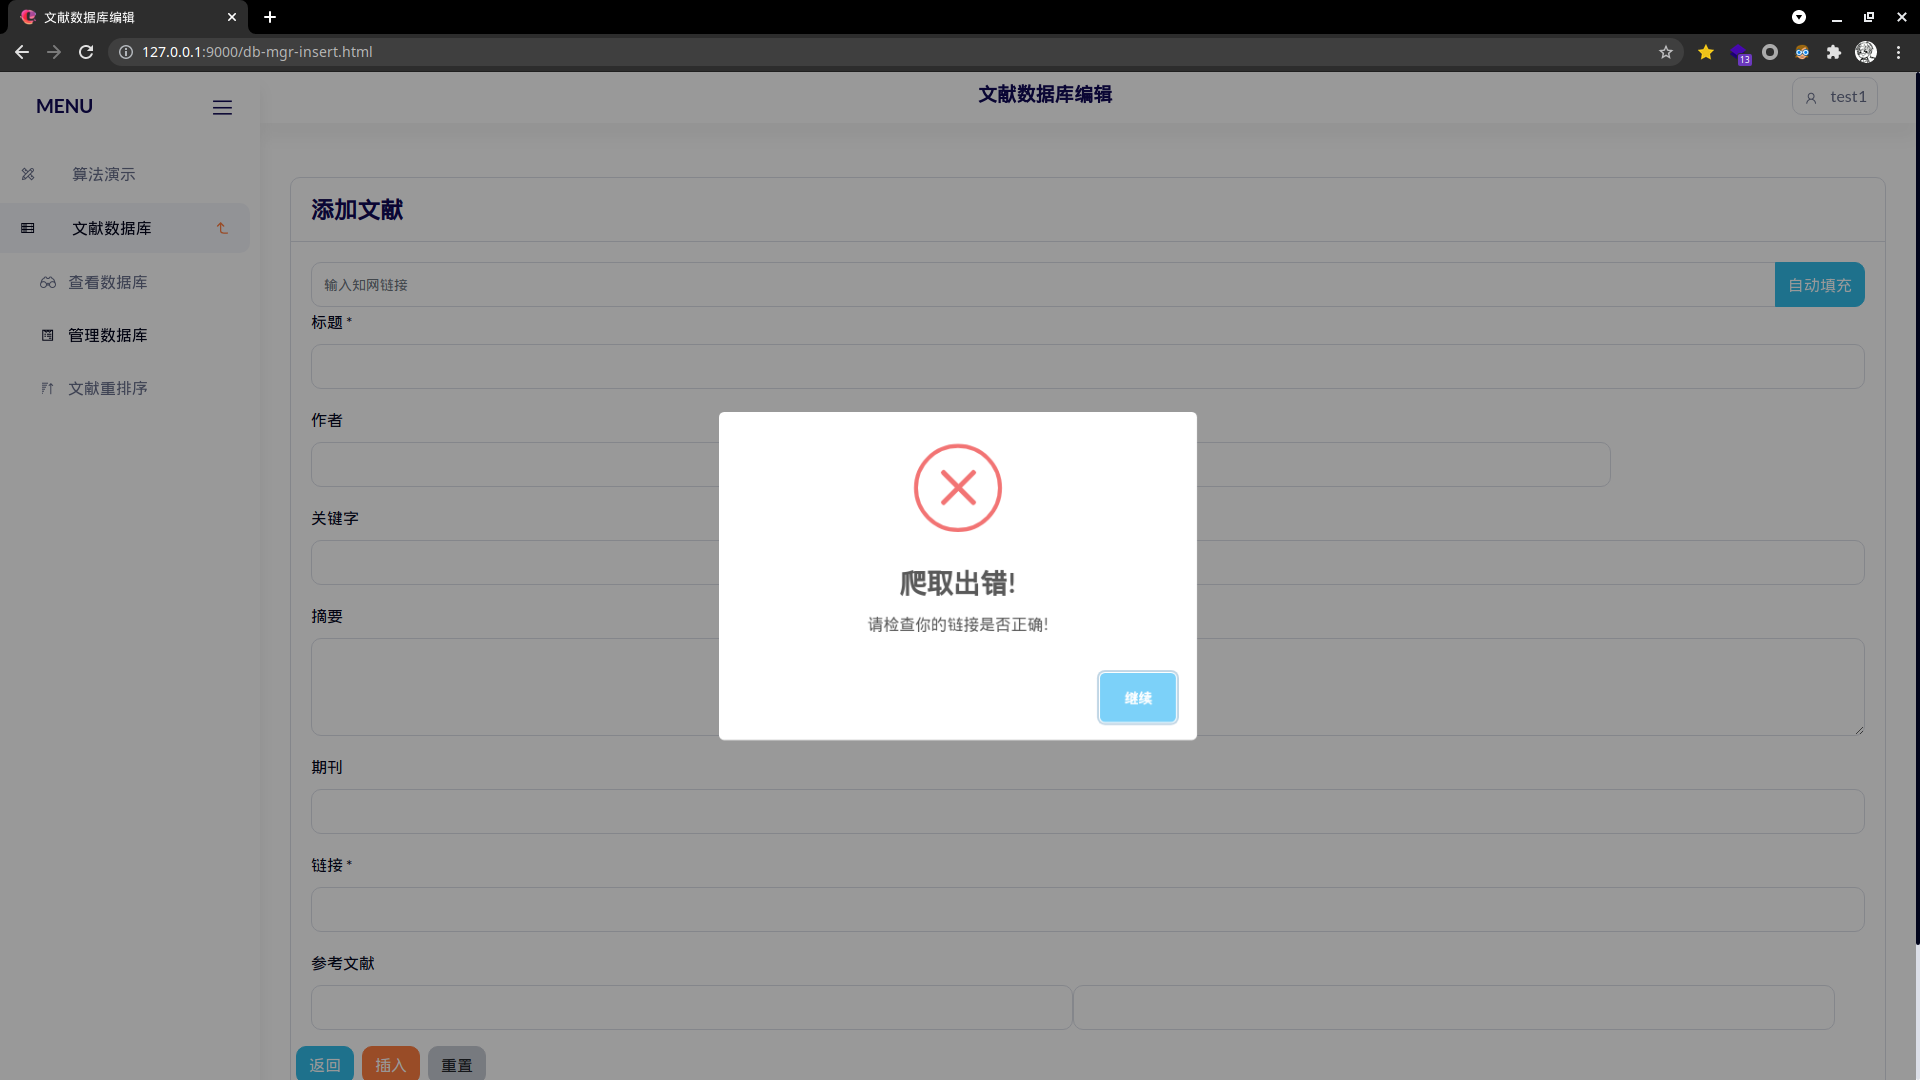 文献数据库编辑
127.0.0.1:9000/db-mgr-insert.html
13
MENU
文献数据库编辑
test1
算法演示
文献数据库
查看数据库
管理数据库
文献重排序
添加文献
输入知网链接
自动填充
标题 *
作者
关键字
摘要
期刊
链接 *
参考文献
返回
插入
重置
爬取出错!
请检查你的链接是否正确!
继续